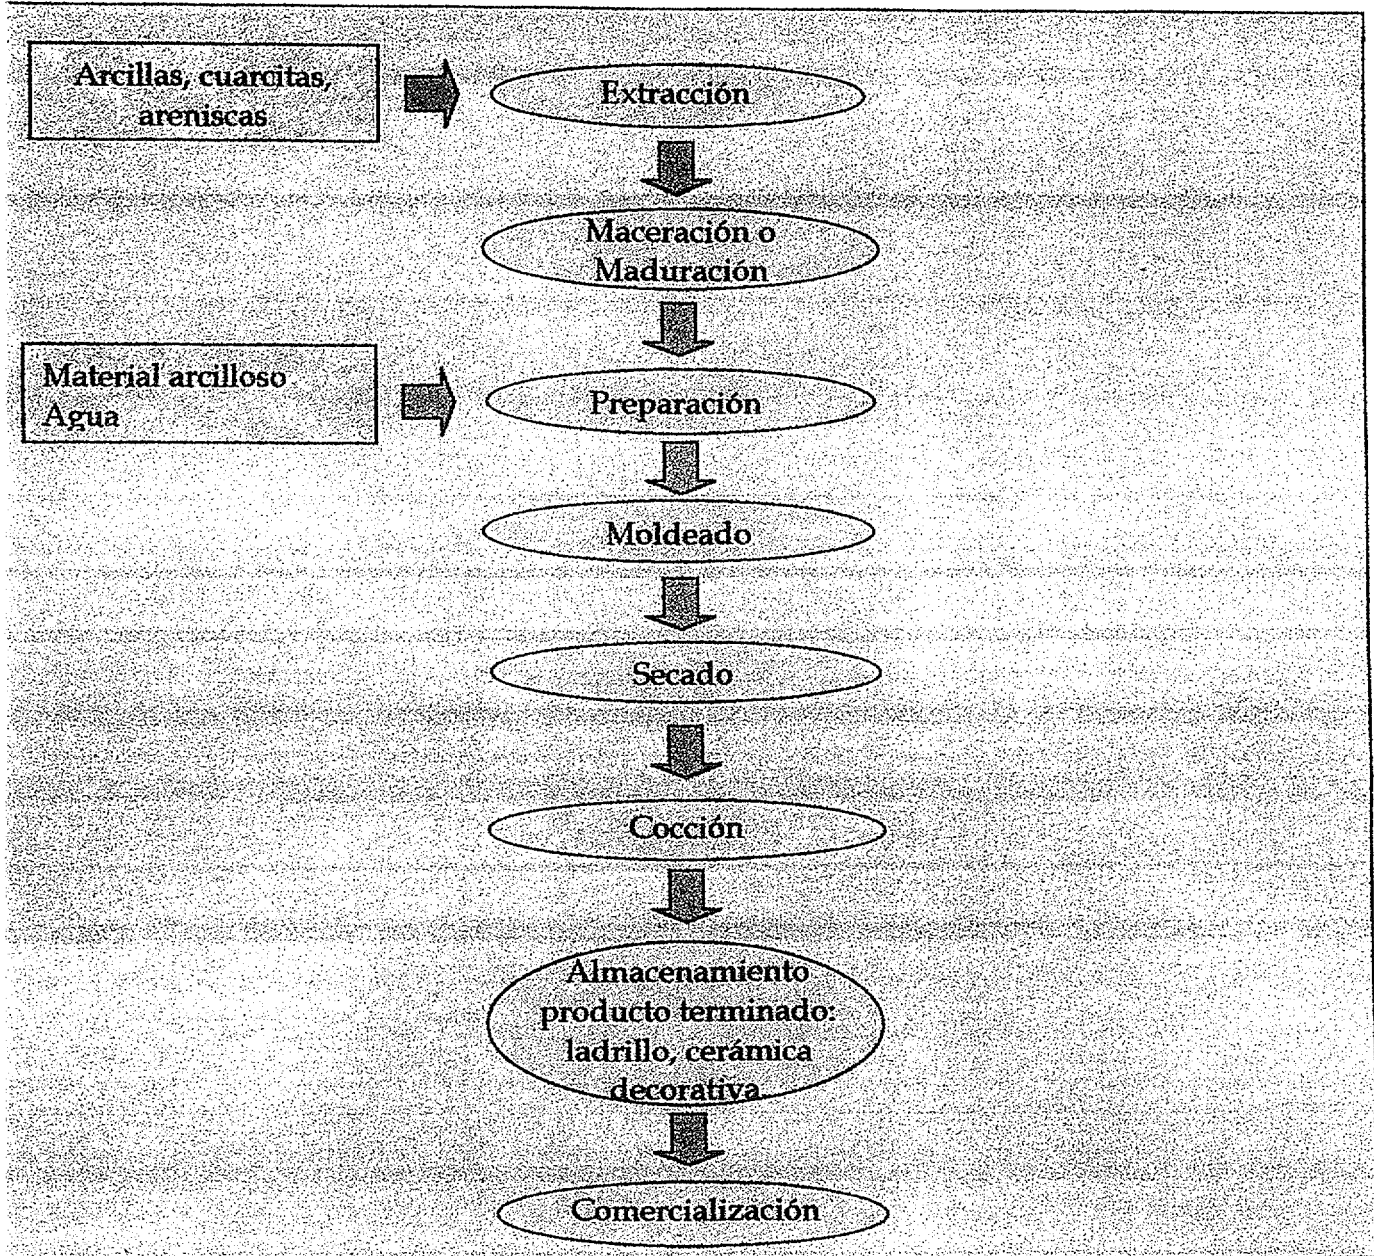 Arcillas, cuarcitas,
areniscas
Extracción
Maceración o
Maduración
Material arcilloso
Agua
Preparación
Moldeado
Secado
Cocción
Almacenamiento
producto terminado:
ladrillo, cerámica
decorativa.
Comercialización